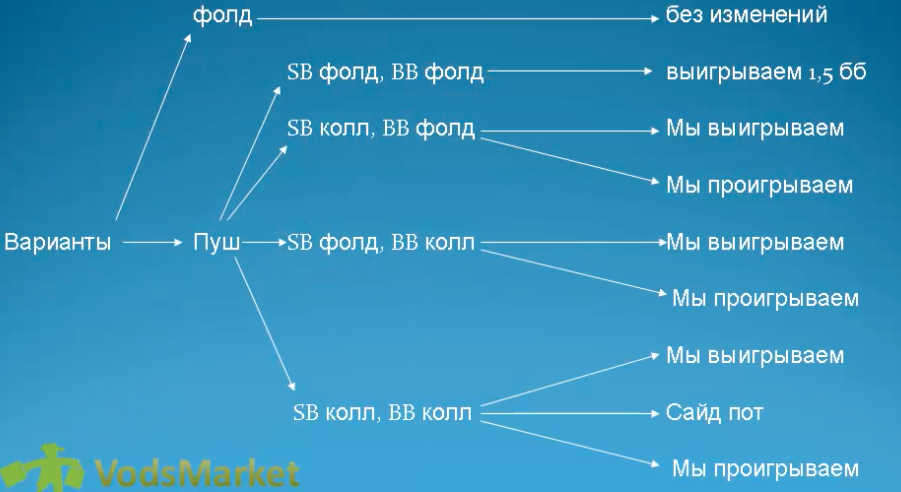 фолд
без изменений
SB фолд, BB фолд
выигрываем 1,5 бб
SB колл, BB фолд
Мы выигрываем
Мы проигрываем
Варианты
Пуш
SB фолд, BB колл
Мы выигрываем
Мы проигрываем
Мы выигрываем
SB колл, BB колл
Сайд пот
Мы проигрываем
VodsMarket